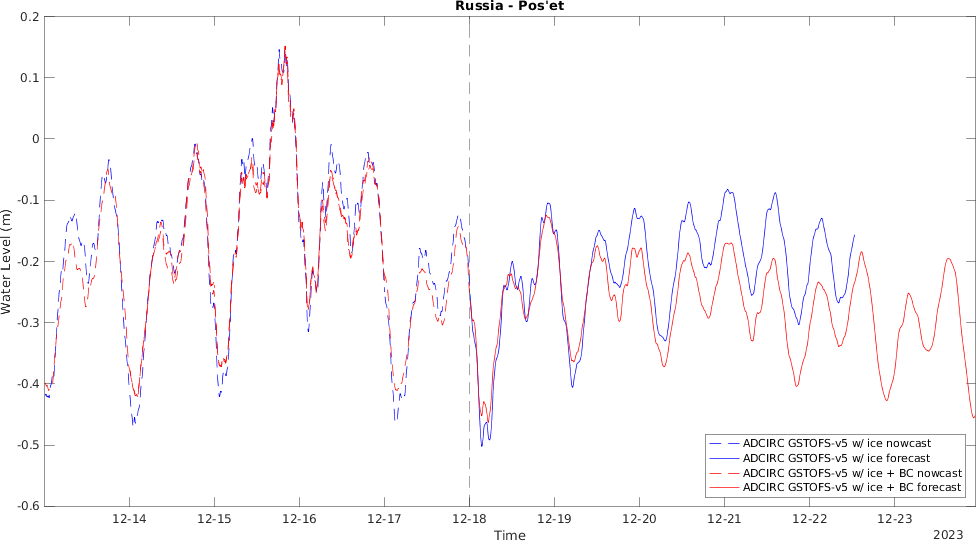 Russia - Pos'et
0.2
0.1
0
-0.1
-0.2
-0.3
-0.4
-0.5
-0.6
Water Level (m)
ADCIRC GSTOFS-v5 w/ ice nowcast
ADCIRC GSTOFS-v5 w/ ice forecast
ADCIRC GSTOFS-v5 w/ ice + BC nowcast
ADCIRC GSTOFS-v5 w/ ice + BC forecast
12-14 12-15 12-16 12-17 12-18 12-19 12-20 12-21 12-22 12-23
Time
2023